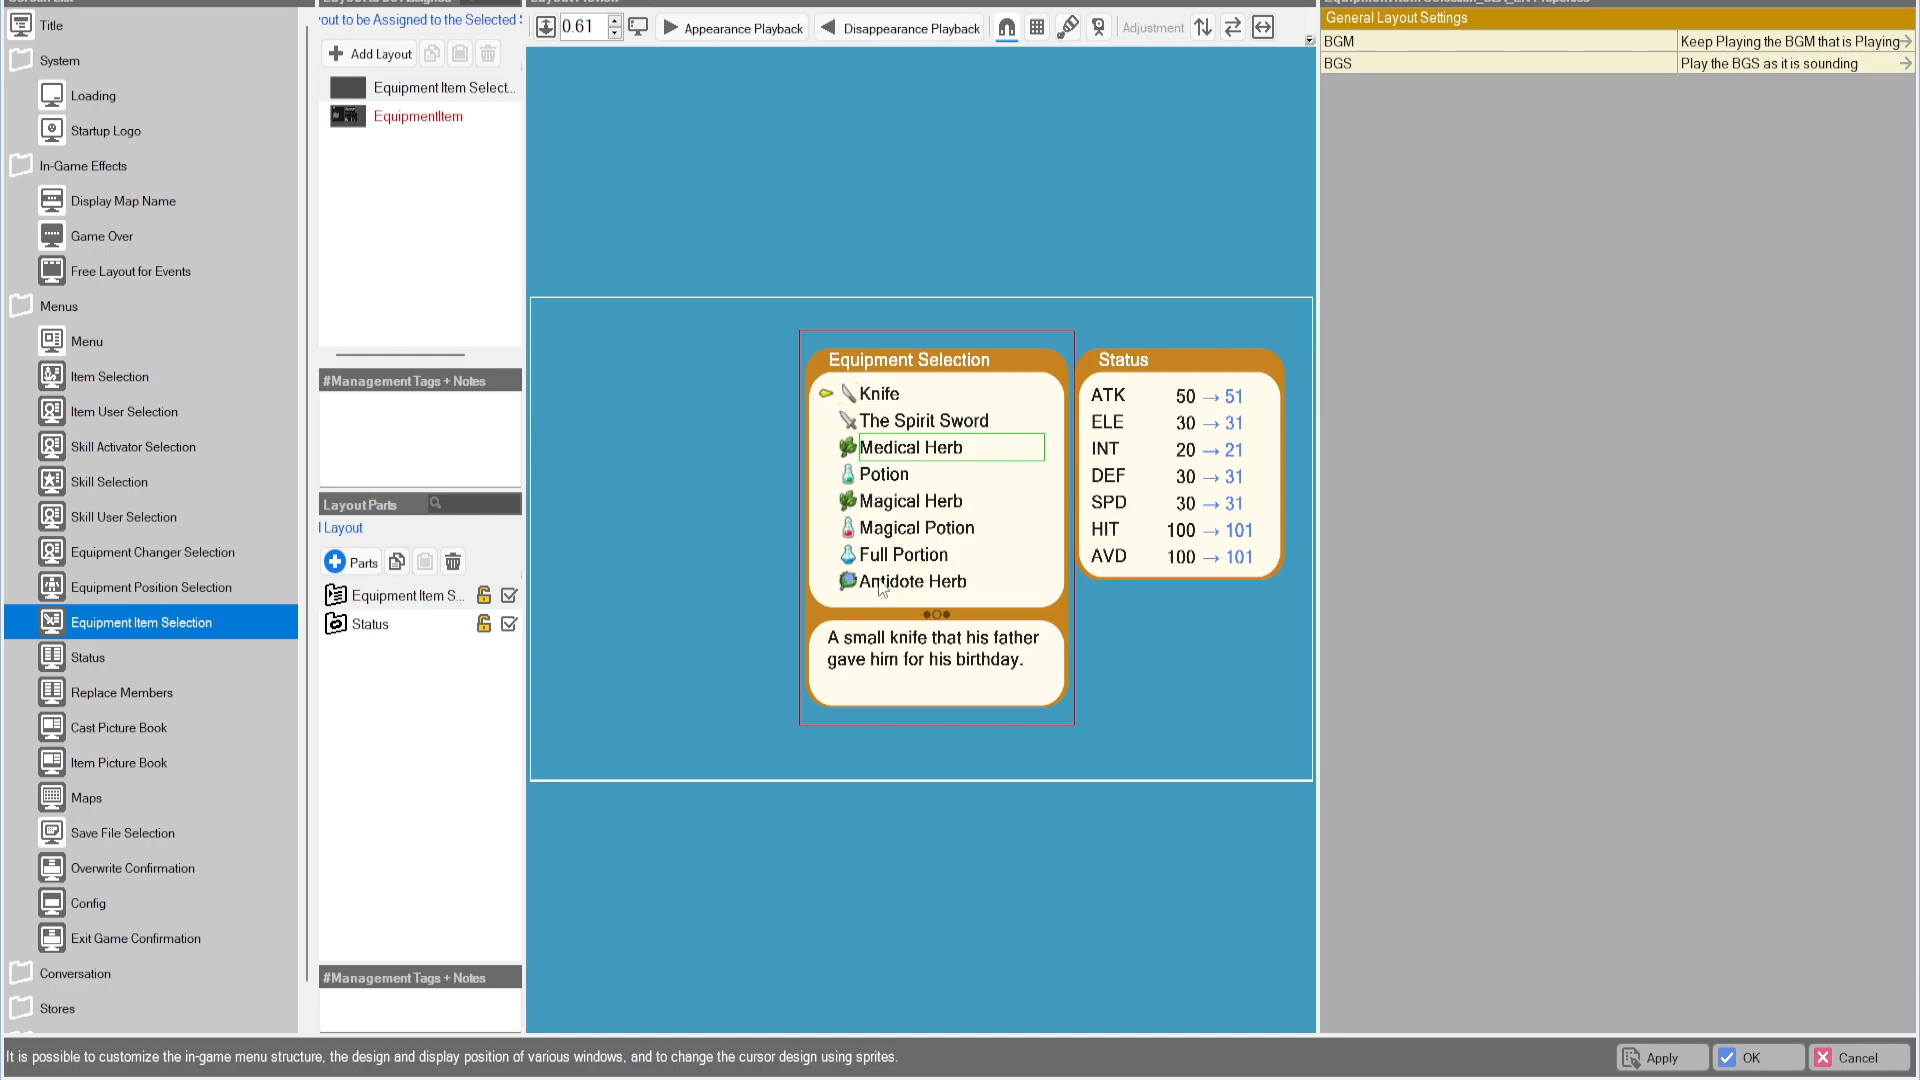 Title
System
Loading
Startup Logo
In-Game Effects
Display Map Name
Game Over
Free Layout for Events
Menus
Menu
Item Selection
Item User Selection
Skill Activator Selection
Skill Selection
Skill User Selection
Equipment Changer Selection
Equipment Position Selection
Equipment Item Selection
Status
Replace Members
Cast Picture Book
Item Picture Book
Maps
Save File Selection
Overwrite Confirmation
Config
Exit Game Confirmation
Conversation
Stores
out to be Assigned to the Selected
Add Layout
Equipment Item Select...
EquipmentItem
#Management Tags + Notes
Layout Parts
l Layout
Parts
Equipment Item S...
Status
#Management Tags + Notes
0.61
Appearance Playback
Disappearance Playback
Adjustment
Equipment Selection
Knife
The Spirit Sword
Medical Herb
Potion
Magical Herb
Magical Potion
Full Portion
Antidote Herb
A small knife that his father
gave him for his birthday.
Status
ATK 50 → 51
ELE 30 → 31
INT 20 → 21
DEF 30 → 31
SPD 30 → 31
HIT 100 → 101
AVD 100 → 101
General Layout Settings
BGM Keep Playing the BGM that is Playing
BGS Play the BGS as it is sounding
It is possible to customize the in-game menu structure, the design and display position of various windows, and to change the cursor design using sprites.
Apply
OK
Cancel